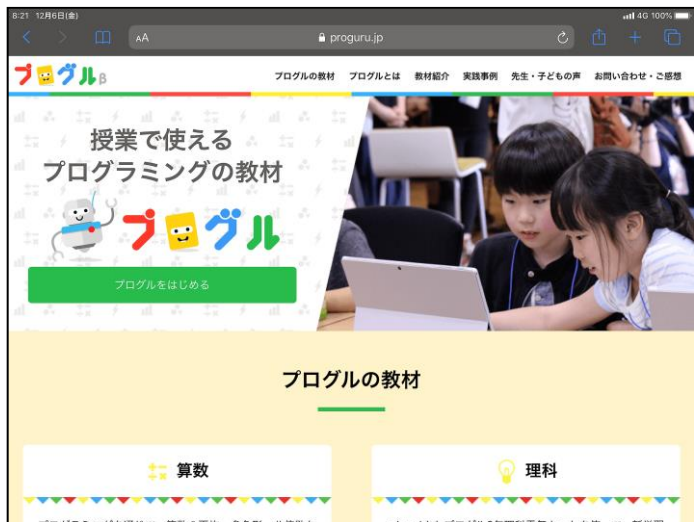 8:21 12月6日(金) 4G 100%
AA proguru.jp
プログルβ プログルの教材 プログルとは 教材紹介 実践事例 先生・子どもの声 お問い合わせ・ご感想
授業で使える
プログラミングの教材
プログル
プログルをはじめる
プログルの教材
算数 理科